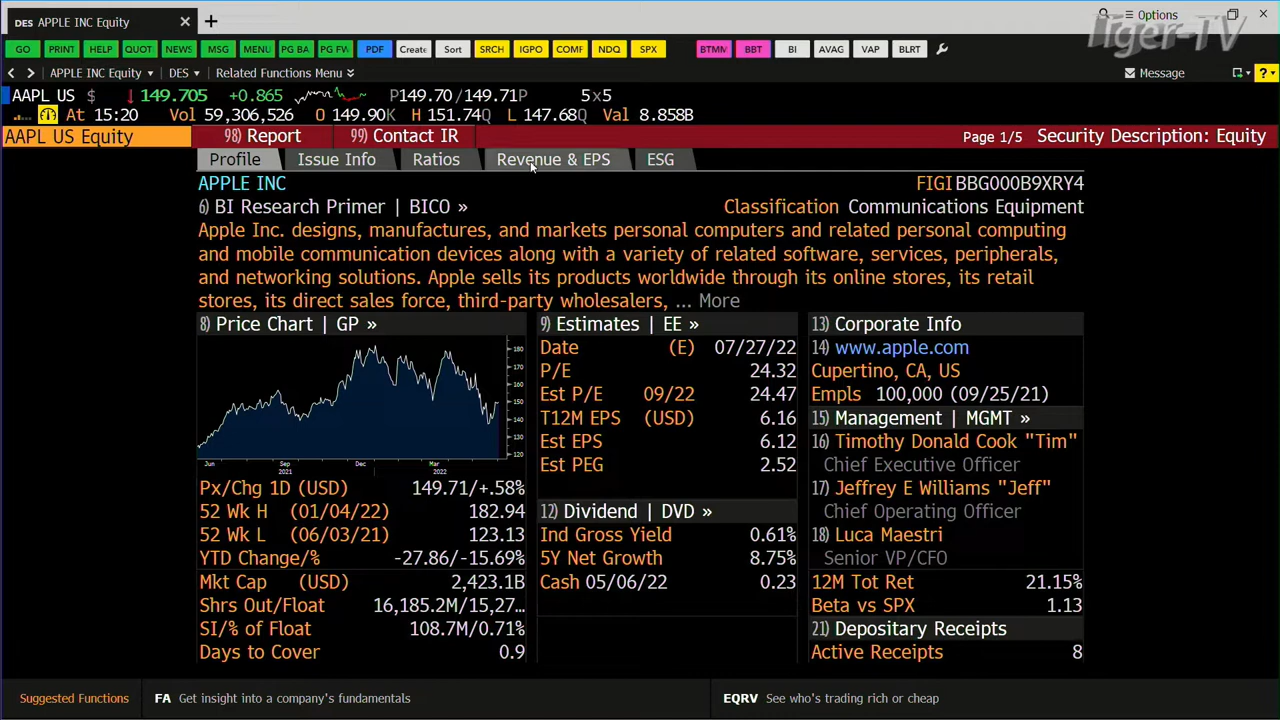 DES APPLE INC Equity × +
Options
Tiger-TV
GO PRINT HELP QUOT NEWS MSG MENU PG BA PG FW PDF Create Sort SRCH IGPO COMF NDQ SPX BTMM BBT BI AVAG VAP BLRT
APPLE INC Equity DES Related Functions Menu Message ?
AAPL US $ ↓149.705 +0.865 P149.70/149.71P 5x5
At 15:20 Vol 59,306,526 O 149.90K H 151.74Q L 147.68Q Val 8.858B
AAPL US Equity 98) Report 99) Contact IR Page 1/5 Security Description: Equity
Profile Issue Info Ratios Revenue & EPS ESG
APPLE INC FIGI BBG000B9XRY4
6) BI Research Primer | BICO » Classification Communications Equipment
Apple Inc. designs, manufactures, and markets personal computers and related personal computing
and mobile communication devices along with a variety of related software, services, peripherals,
and networking solutions. Apple sells its products worldwide through its online stores, its retail
stores, its direct sales force, third-party wholesalers, ... More
8) Price Chart | GP »
180
170
160
150
140
130
120
Jun Sep Dec Mar
2021 2022
Px/Chg 1D (USD) 149.71/+.58%
52 Wk H (01/04/22) 182.94
52 Wk L (06/03/21) 123.13
YTD Change/% -27.86/-15.69%
Mkt Cap (USD) 2,423.1B
Shrs Out/Float 16,185.2M/15,27...
SI/% of Float 108.7M/0.71%
Days to Cover 0.9
9) Estimates | EE »
Date (E) 07/27/22
P/E 24.32
Est P/E 09/22 24.47
T12M EPS (USD) 6.16
Est EPS 6.12
Est PEG 2.52
12) Dividend | DVD »
Ind Gross Yield 0.61%
5Y Net Growth 8.75%
Cash 05/06/22 0.23
13) Corporate Info
14) www.apple.com
Cupertino, CA, US
Empls 100,000 (09/25/21)
15) Management | MGMT »
16) Timothy Donald Cook "Tim"
Chief Executive Officer
17) Jeffrey E Williams "Jeff"
Chief Operating Officer
18) Luca Maestri
Senior VP/CFO
12M Tot Ret 21.15%
Beta vs SPX 1.13
21) Depositary Receipts
Active Receipts 8
Suggested Functions FA Get insight into a company's fundamentals EQRV See who's trading rich or cheap